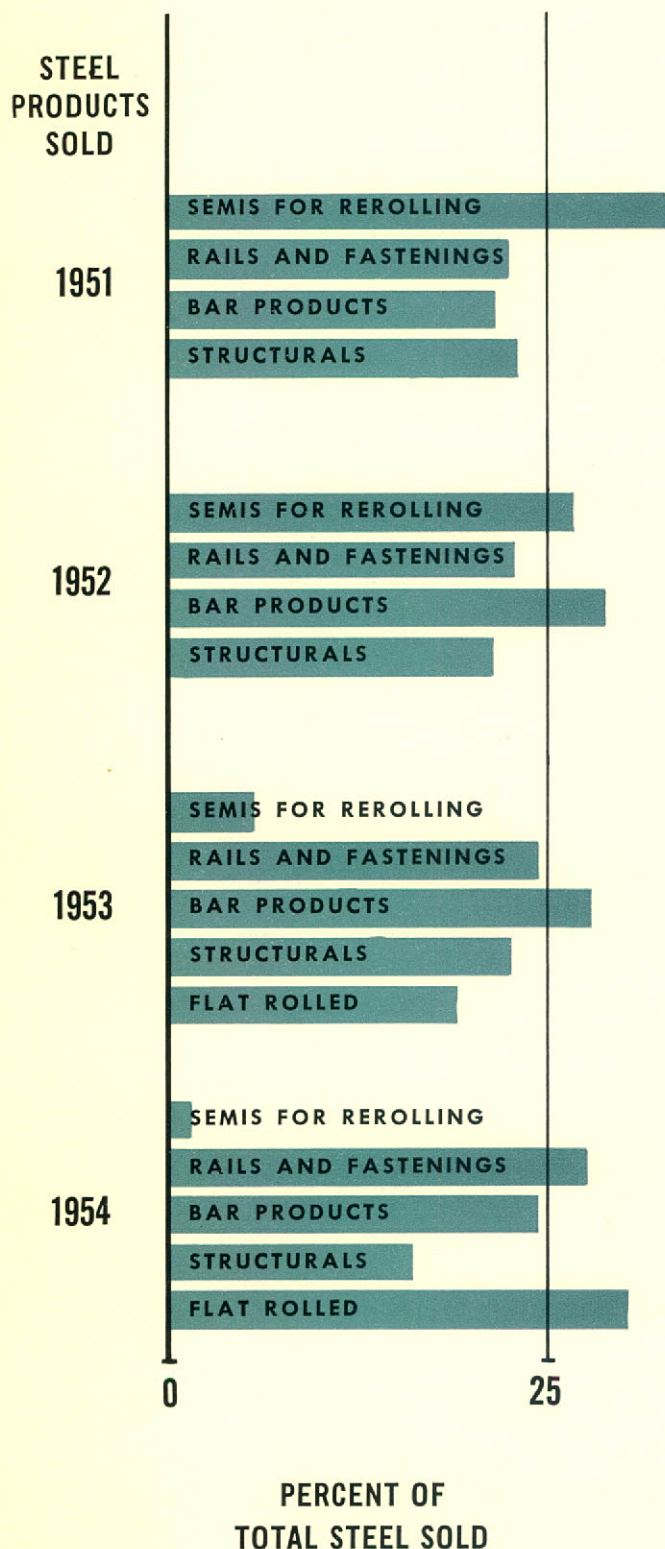 STEEL
PRODUCTS
SOLD
1951
SEMIS FOR REROLLING
RAILS AND FASTENINGS
BAR PRODUCTS
STRUCTURALS
1952
SEMIS FOR REROLLING
RAILS AND FASTENINGS
BAR PRODUCTS
STRUCTURALS
1953
SEMIS FOR REROLLING
RAILS AND FASTENINGS
BAR PRODUCTS
STRUCTURALS
FLAT ROLLED
1954
SEMIS FOR REROLLING
RAILS AND FASTENINGS
BAR PRODUCTS
STRUCTURALS
FLAT ROLLED
0 25
PERCENT OF
TOTAL STEEL SOLD